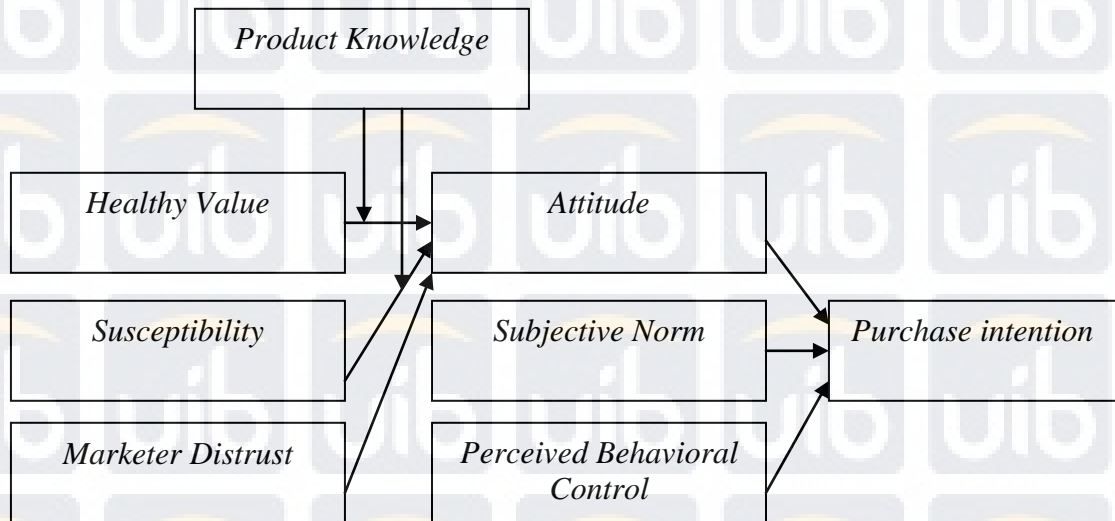 Product Knowledge
Healthy Value
Attitude
Susceptibility
Subjective Norm
Purchase intention
Marketer Distrust
Perceived Behavioral
Control